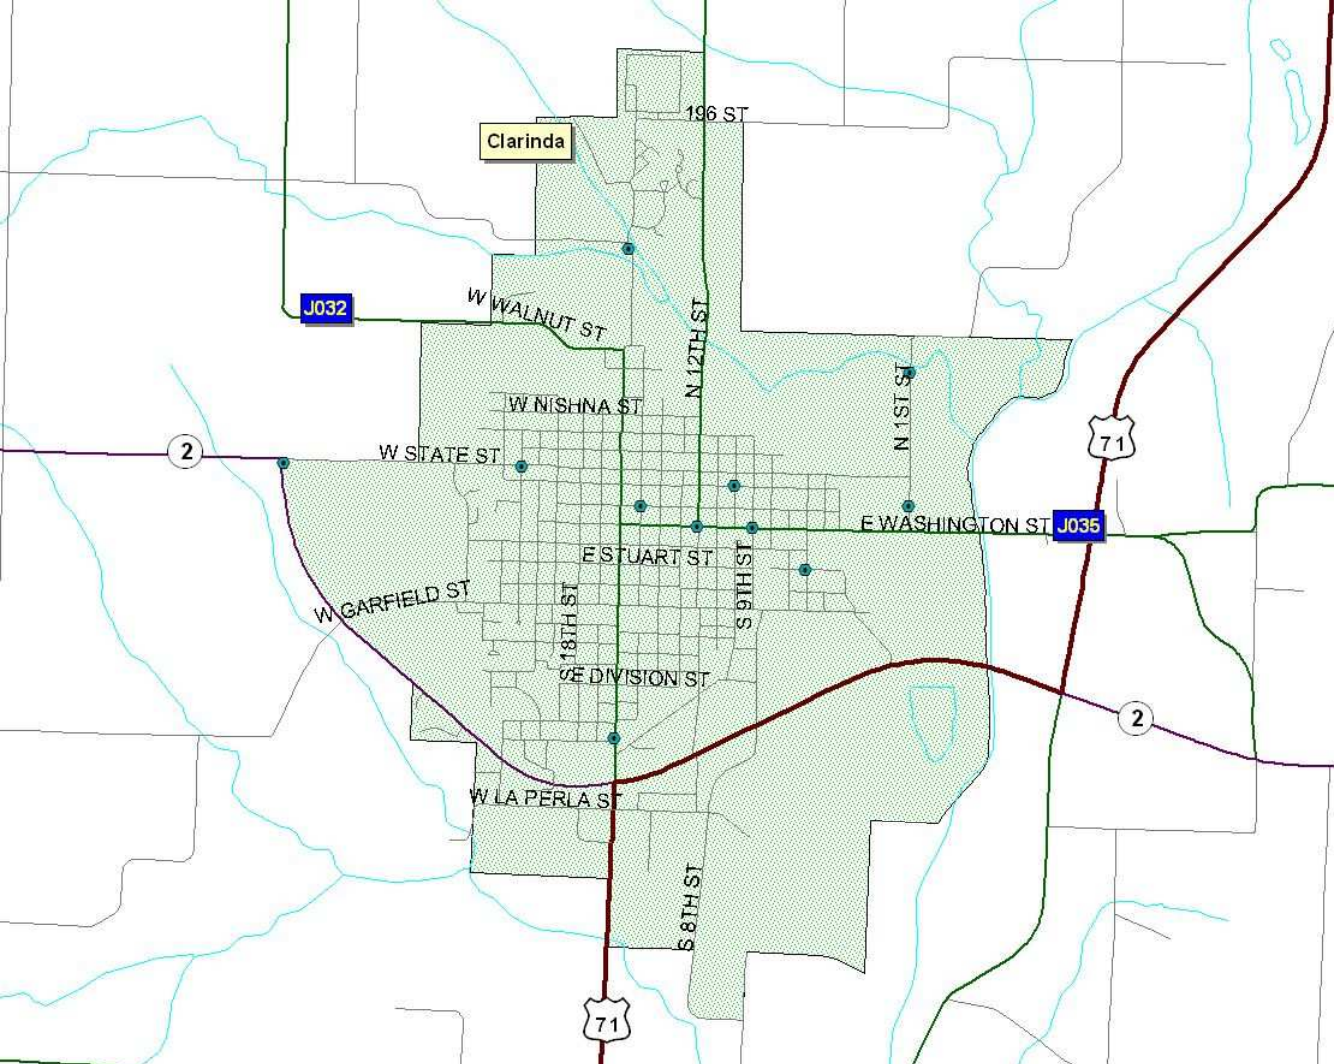 196 ST
Clarinda
J032
W WALNUT ST
N 12TH ST
N 1ST ST
W NISHNA ST
71
2
W STATE ST
E WASHINGTON ST
J035
E STUART ST
S 9TH ST
W GARFIELD ST
S 18TH ST
E DIVISION ST
2
W LA PERLA ST
S 8TH ST
71